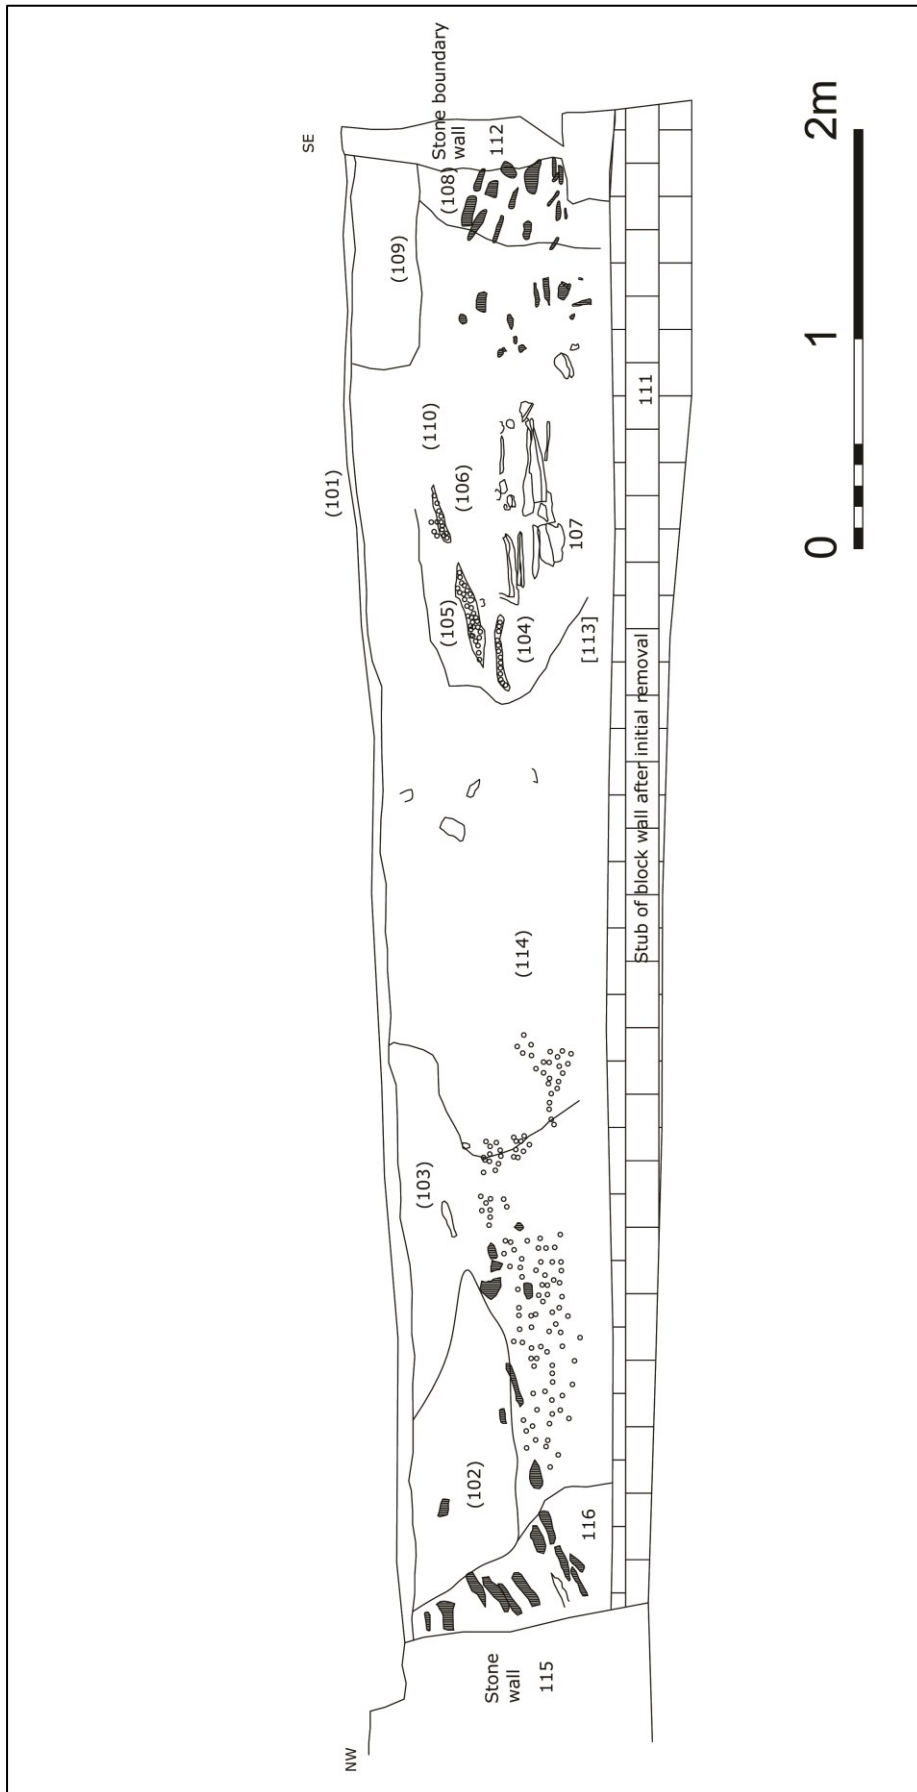 NW
SE
Stone
wall
115
116
(102)
(103)
(114)
(101)
(105)
(104)
[113]
(106)
(110)
107
(109)
(108)
Stone boundary
wall
112
Stub of block wall after initial removal
111
0
1
2m